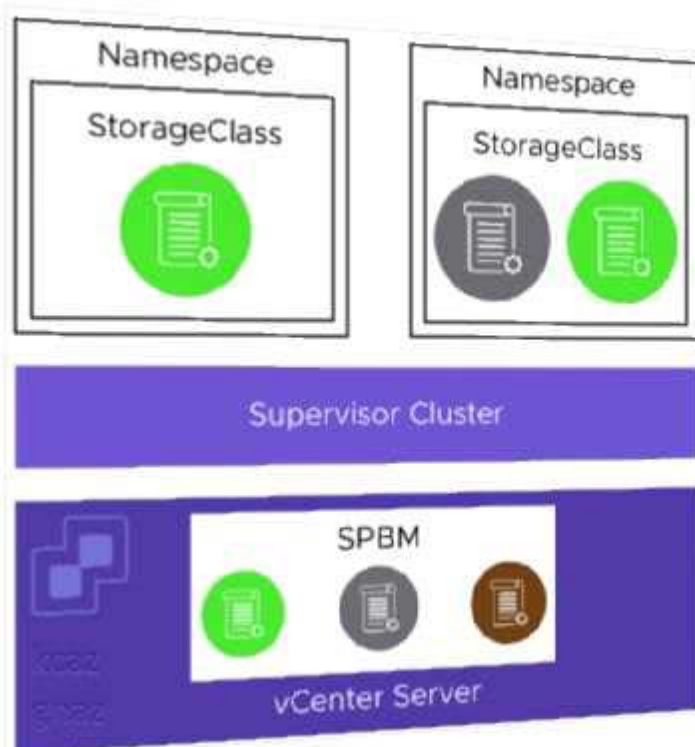 Namespace
StorageClass
Namespace
StorageClass
Supervisor Cluster
SPBM
vCenter Server